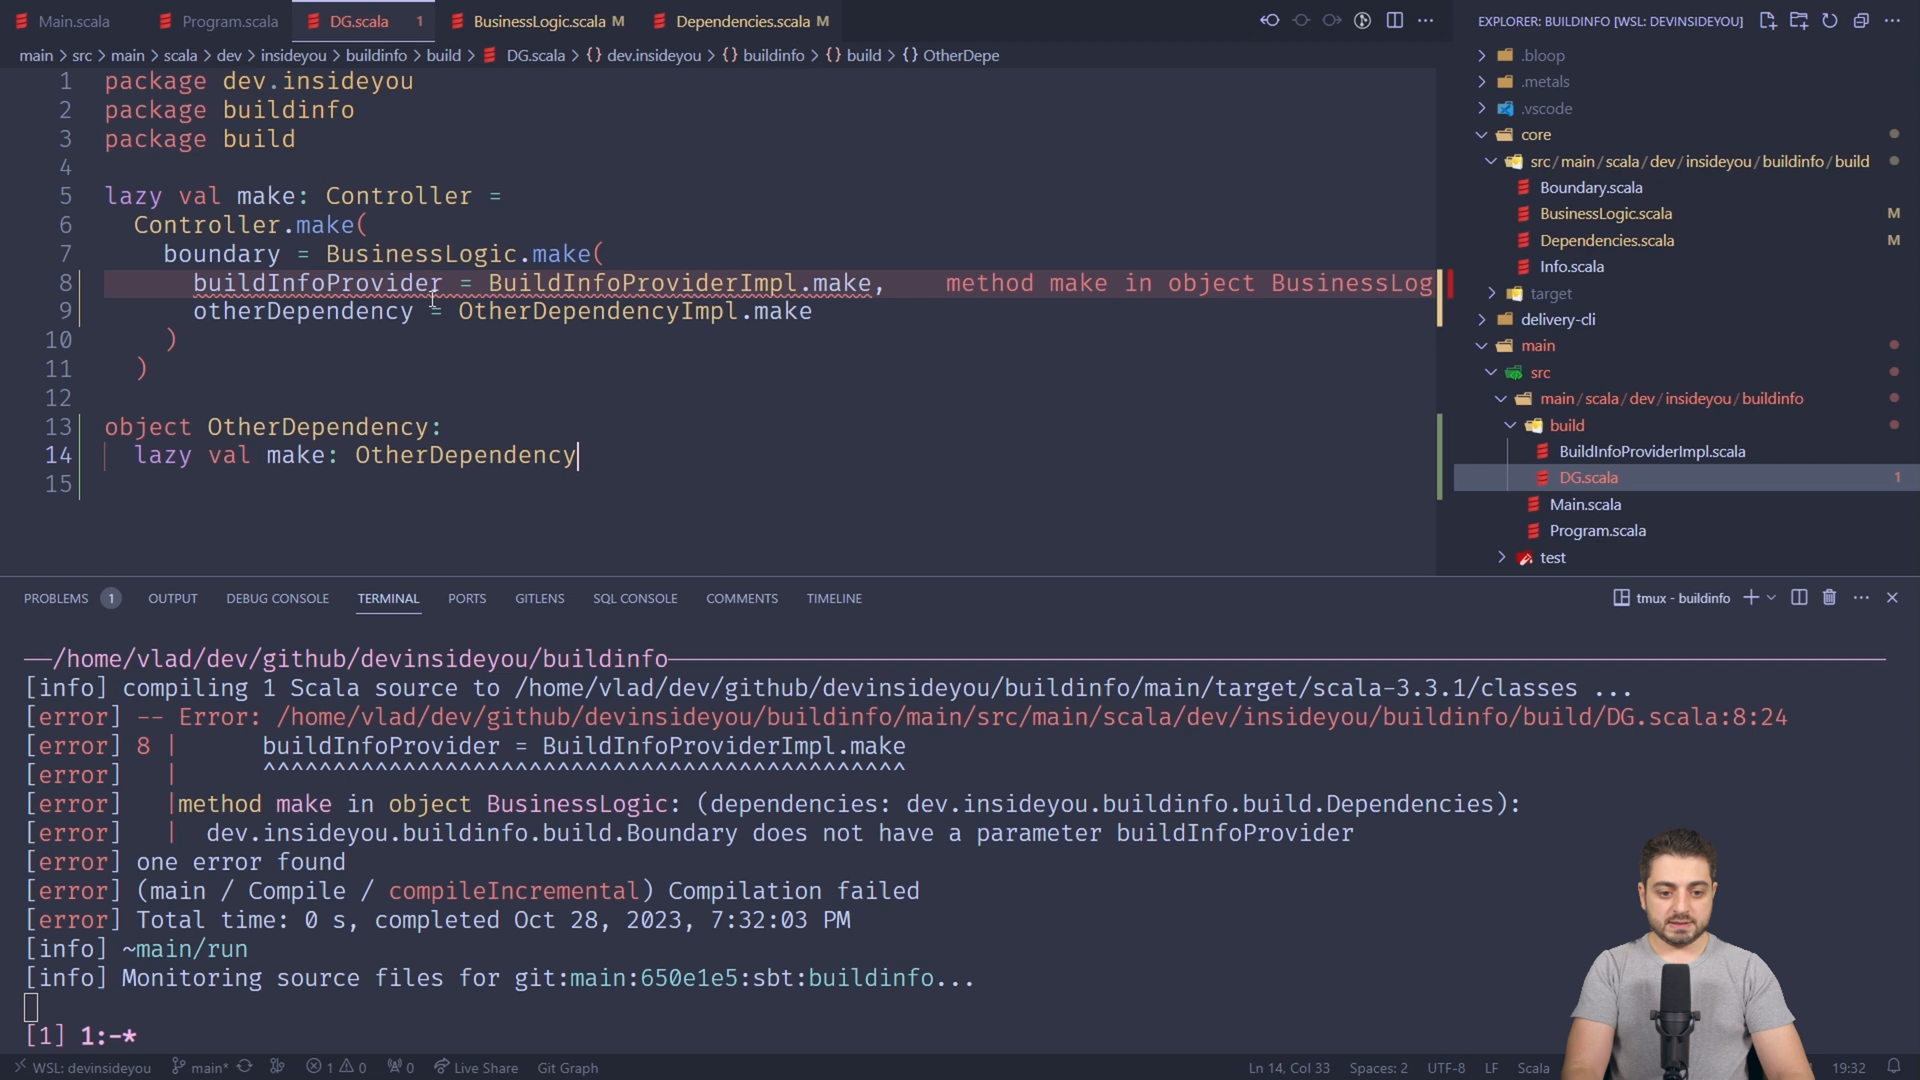 Main.scala
Program.scala
DG.scala 1
BusinessLogic.scala M
Dependencies.scala M
main > src > main > scala > dev > insideyou > buildinfo > build > DG.scala > {} dev.insideyou > {} buildinfo > {} build > {} OtherDepe
1 package dev.insideyou
2 package buildinfo
3 package build
4
5 lazy val make: Controller =
6 Controller.make(
7 boundary = BusinessLogic.make(
8 buildInfoProvider = BuildInfoProviderImpl.make, method make in object BusinessLog
9 otherDependency = OtherDependencyImpl.make
10 )
11 )
12
13 object OtherDependency:
14 lazy val make: OtherDependency
15
EXPLORER: BUILDINFO [WSL: DEVINSIDEYOU]
.bloop
.metals
.vscode
core
src/main/scala/dev/insideyou/buildinfo/build
Boundary.scala
BusinessLogic.scala M
Dependencies.scala M
Info.scala
target
delivery-cli
main
src
main/scala/dev/insideyou/buildinfo
build
BuildInfoProviderImpl.scala
DG.scala 1
Main.scala
Program.scala
test
PROBLEMS 1 OUTPUT DEBUG CONSOLE TERMINAL PORTS GITLENS SQL CONSOLE COMMENTS TIMELINE
tmux - buildinfo
/home/vlad/dev/github/devinsideyou/buildinfo
[info] compiling 1 Scala source to /home/vlad/dev/github/devinsideyou/buildinfo/main/target/scala-3.3.1/classes ...
[error] -- Error: /home/vlad/dev/github/devinsideyou/buildinfo/main/src/main/scala/dev/insideyou/buildinfo/build/DG.scala:8:24
[error] 8 | buildInfoProvider = BuildInfoProviderImpl.make
[error] | ^^^^^^^^^^^^^^^^^^^^^^^^^^^^^^^^^^^^^^^^^^^^^^
[error] |method make in object BusinessLogic: (dependencies: dev.insideyou.buildinfo.build.Dependencies):
[error] | dev.insideyou.buildinfo.build.Boundary does not have a parameter buildInfoProvider
[error] one error found
[error] (main / Compile / compileIncremental) Compilation failed
[error] Total time: 0 s, completed Oct 28, 2023, 7:32:03 PM
[info] ~main/run
[info] Monitoring source files for git:main:650e1e5:sbt:buildinfo...
[1] 1:-*
WSL: devinsideyou main* 1 0 0 Live Share Git Graph Ln 14, Col 33 Spaces: 2 UTF-8 LF Scala 19:32